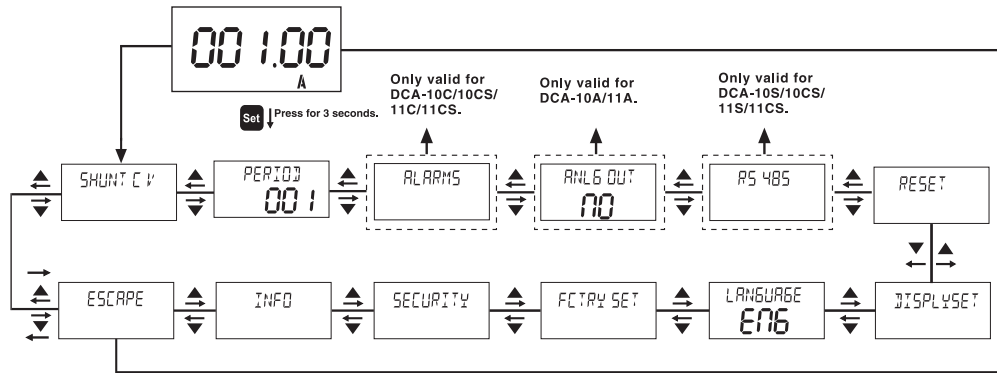 001.00
A
Set Press for 3 seconds.
Only valid for
DCA-10C/10CS/
11C/11CS.
Only valid for
DCA-10A/11A.
Only valid for
DCA-10S/10CS/
11S/11CS.
SHUNT C V
PERIOD
001
ALARMS
ANLG OUT
NO
RS 485
RESET
ESCAPE
INFO
SECURITY
FCTRY SET
LANGUAGE
ENG
DISPLYSET